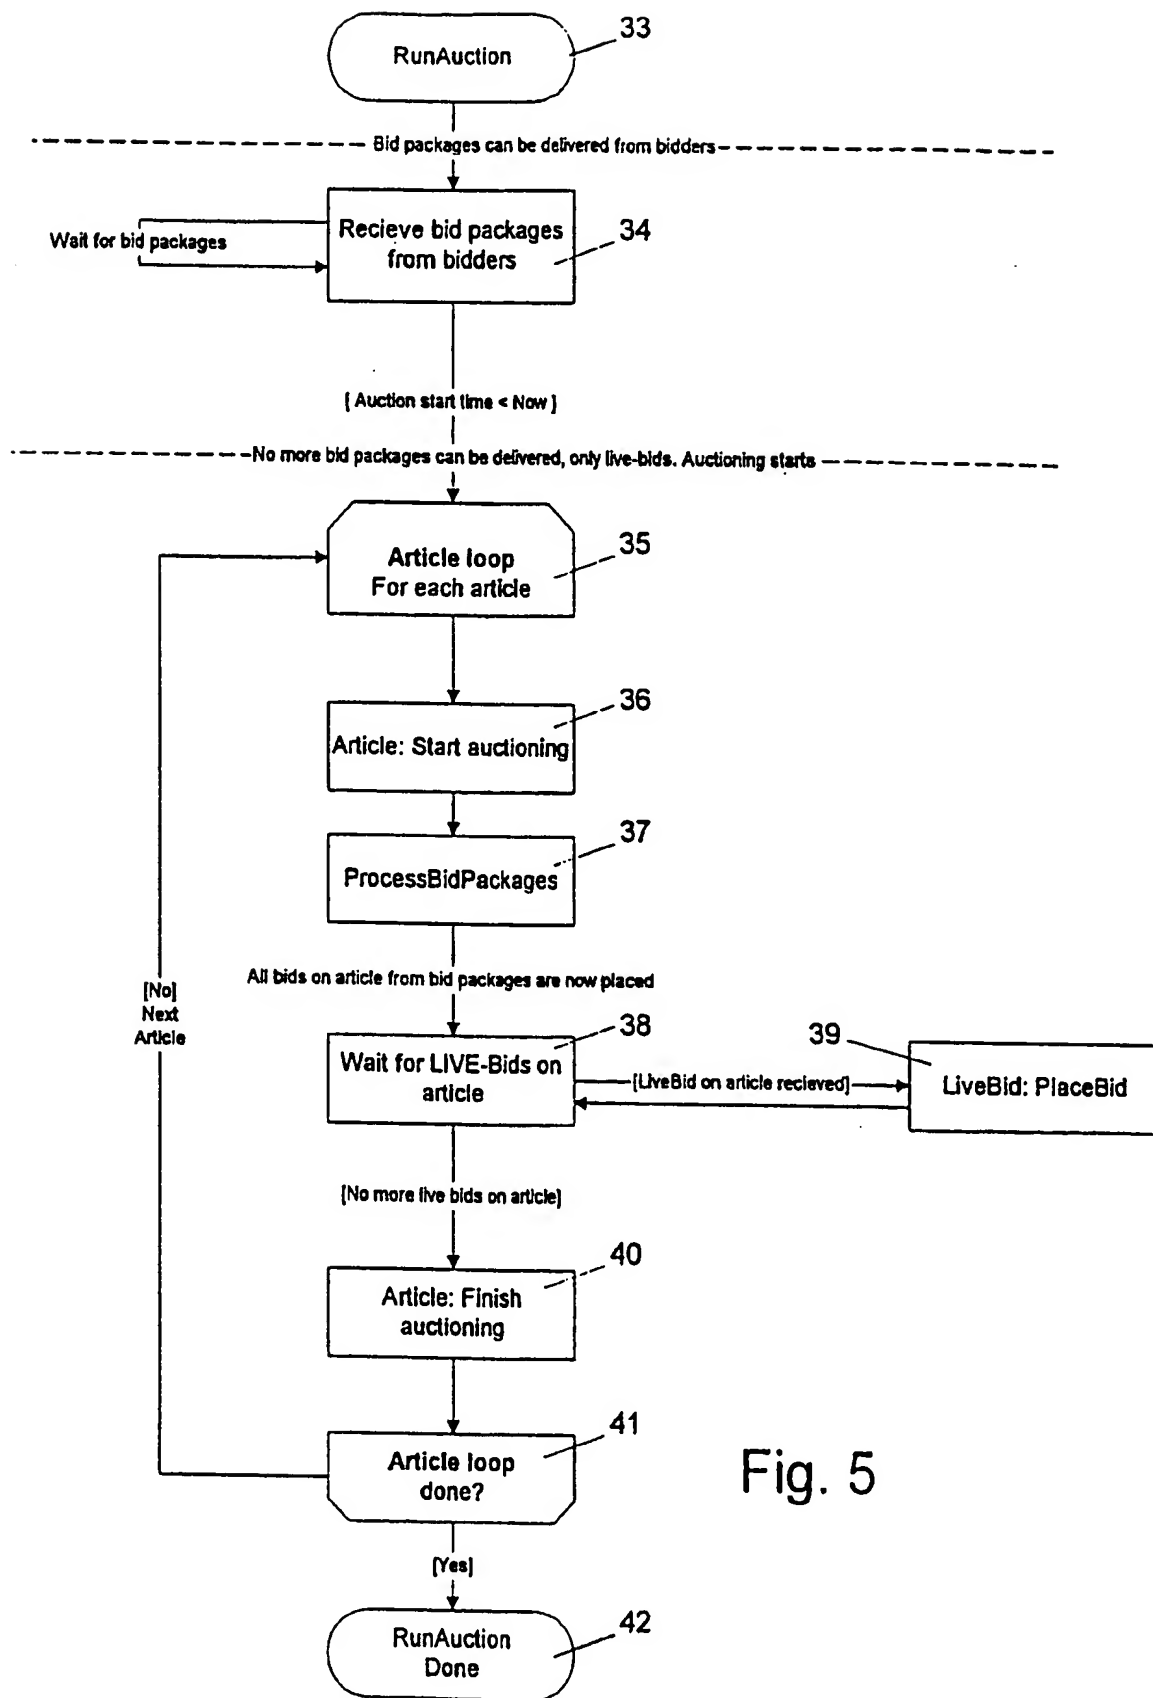 33
RunAuction
Bid packages can be delivered from bidders
Recieve bid packages
from bidders
34
Wait for bid packages
[ Auction start time < Now ]
No more bid packages can be delivered, only live-bids. Auctioning starts
35
Article loop
For each article
36
Article: Start auctioning
37
ProcessBidPackages
All bids on article from bid packages are now placed
[No]
Next
Article
38
Wait for LIVE-Bids on
article
[LiveBid on article recieved]
39
LiveBid: PlaceBid
[No more live bids on article]
40
Article: Finish
auctioning
41
Article loop
done?
Fig. 5
[Yes]
42
RunAuction
Done